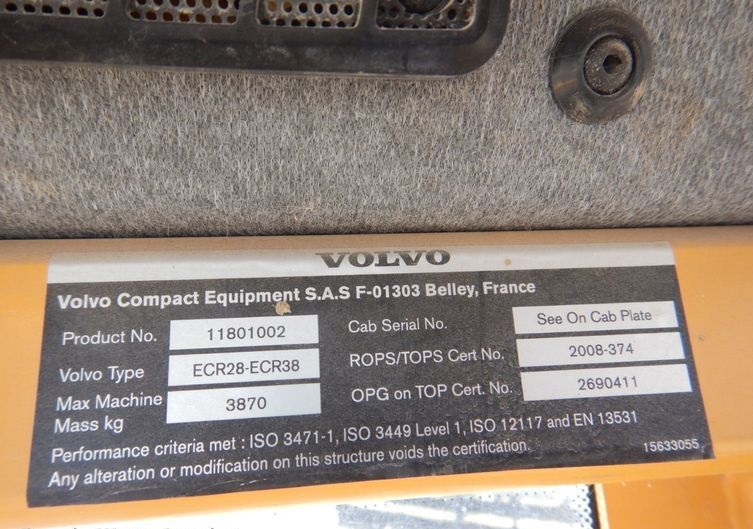 VOLVO
Volvo Compact Equipment S.A.S F-01303 Belley, France
Product No. 11801002 Cab Serial No. See On Cab Plate
Volvo Type ECR28-ECR38 ROPS/TOPS Cert No. 2008-374
Max Machine Mass kg 3870 OPG on TOP Cert. No. 2690411
Performance criteria met : ISO 3471-1, ISO 3449 Level 1, ISO 12117 and EN 13531
Any alteration or modification on this structure voids the certification. 15633055